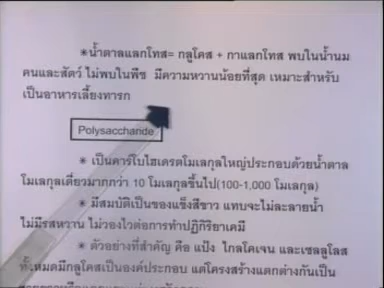 *น้ำตาลแลกโทส= กลูโคส + กาแลกโทส พบในน้ำนม
คนและสัตว์ ไม่พบในพืช มีความหวานน้อยที่สุด เหมาะสำหรับ
เป็นอาหารเลี้ยงทารก
Polysaccharide
* เป็นคาร์โบไฮเดรตโมเลกุลใหญ่ประกอบด้วยน้ำตาล
โมเลกุลเดี่ยวมากกว่า 10 โมเลกุลขึ้นไป(100-1,000 โมเลกุล)
* มีสมบัติเป็นของแข็งสีขาว แทบจะไม่ละลายน้ำ
ไม่มีรสหวาน ไม่ว่องไวต่อการทำปฏิกิริยาเคมี
* ตัวอย่างที่สำคัญ คือ แป้ง ไกลโคเจน และเซลลูโลส
ทั้งหมดมีกลูโคสเป็นองค์ประกอบ แต่โครงสร้างแตกต่างกันเป็น